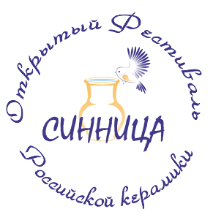 Открытый Фестиваль
СИННИЦА
Российской керамики